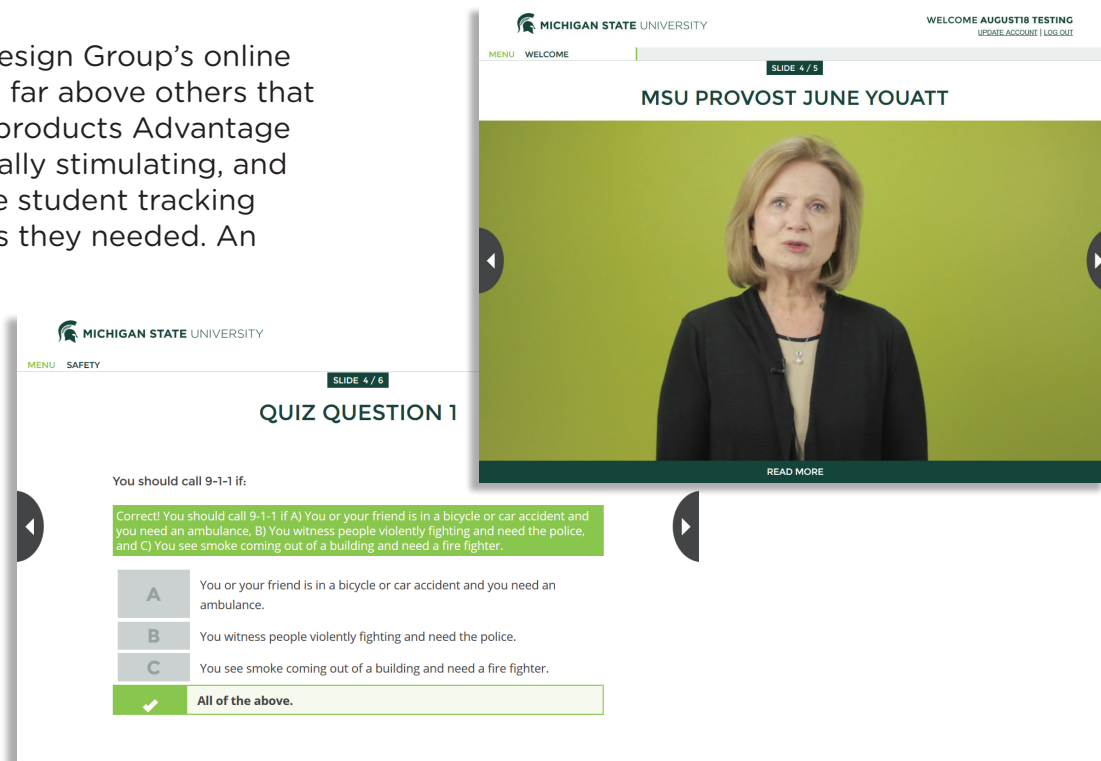 esign Group’s online
far above others that
products Advantage
ally stimulating, and
e student tracking
s they needed. An
MICHIGAN STATE UNIVERSITY
WELCOME AUGUST18 TESTING
UPDATE ACCOUNT | LOG OUT
MENU WELCOME
SLIDE 4 / 5
MSU PROVOST JUNE YOUATT
READ MORE
MICHIGAN STATE UNIVERSITY
MENU SAFETY
SLIDE 4 / 6
QUIZ QUESTION 1
You should call 9-1-1 if:
Correct! You should call 9-1-1 if A) You or your friend is in a bicycle or car accident and
you need an ambulance, B) You witness people violently fighting and need the police,
and C) You see smoke coming out of a building and need a fire fighter.
A You or your friend is in a bicycle or car accident and you need an
ambulance.
B You witness people violently fighting and need the police.
C You see smoke coming out of a building and need a fire fighter.
All of the above.